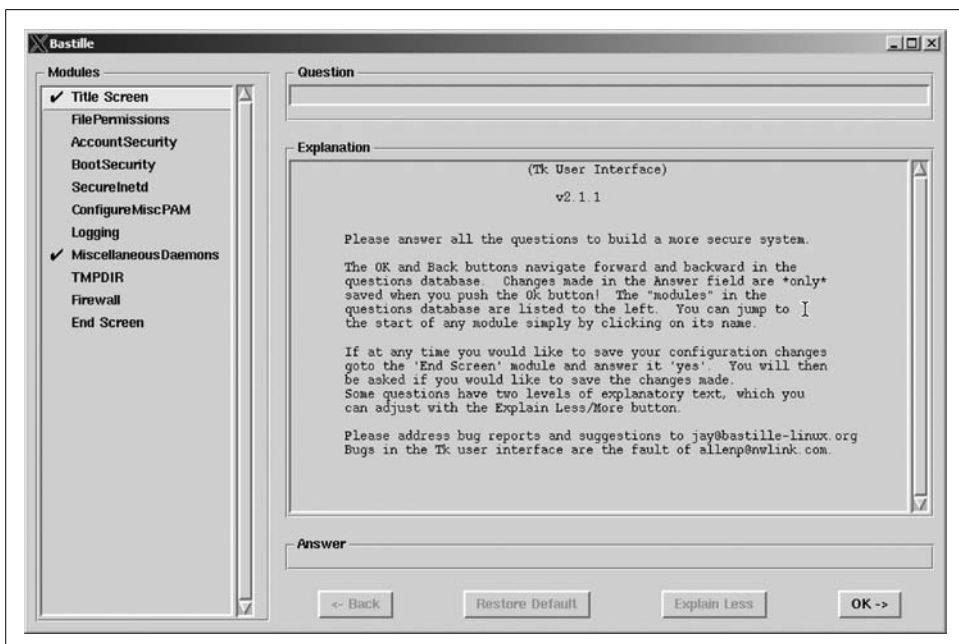 Bastille
Modules
Title Screen
FilePermissions
AccountSecurity
BootSecurity
SecureInetd
ConfigureMiscPAM
Logging
MiscellaneousDaemons
TMPDIR
Firewall
End Screen
Question
Explanation
(Tk User Interface)
v2.1.1
Please answer all the questions to build a more secure system.
The OK and Back buttons navigate forward and backward in the
questions database. Changes made in the Answer field are *only*
saved when you push the Ok button! The "modules" in the
questions database are listed to the left. You can jump to
the start of any module simply by clicking on its name.
If at any time you would like to save your configuration changes
goto the 'End Screen' module and answer it 'yes'. You will then
be asked if you would like to save the changes made.
Some questions have two levels of explanatory text, which you
can adjust with the Explain Less/More button.
Please address bug reports and suggestions to jay@bastille-linux.org
Bugs in the Tk user interface are the fault of allenp@nwlink.com.
Answer
<- Back
Restore Default
Explain Less
OK ->